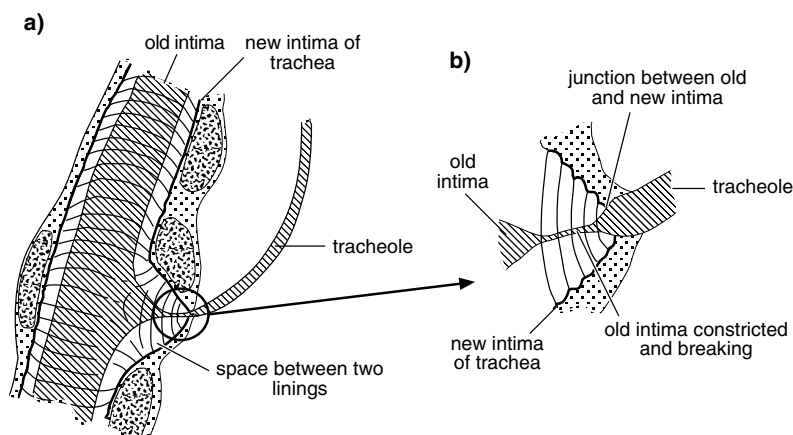 a)
old intima
new intima of
trachea
tracheole
space between two
linings
b)
junction between old
and new intima
old
intima
tracheole
new intima
of trachea
old intima constricted
and breaking